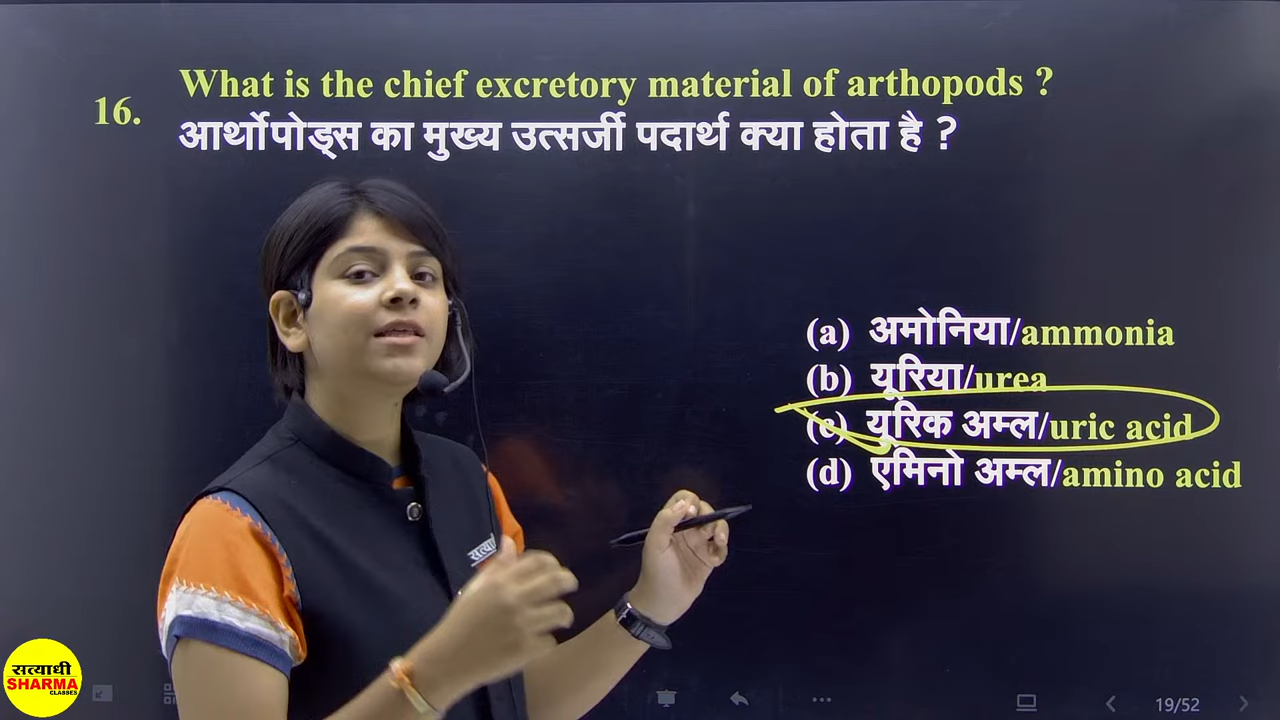 16.
What is the chief excretory material of arthopods ?
आर्थोपोड्स का मुख्य उत्सर्जी पदार्थ क्या होता है ?
(a) अमोनिया/ammonia
(b) यूरिया/urea
(c) यूरिक अम्ल/uric acid
(d) एमिनो अम्ल/amino acid
सत्याधी
SHARMA
CLASSES
19/52